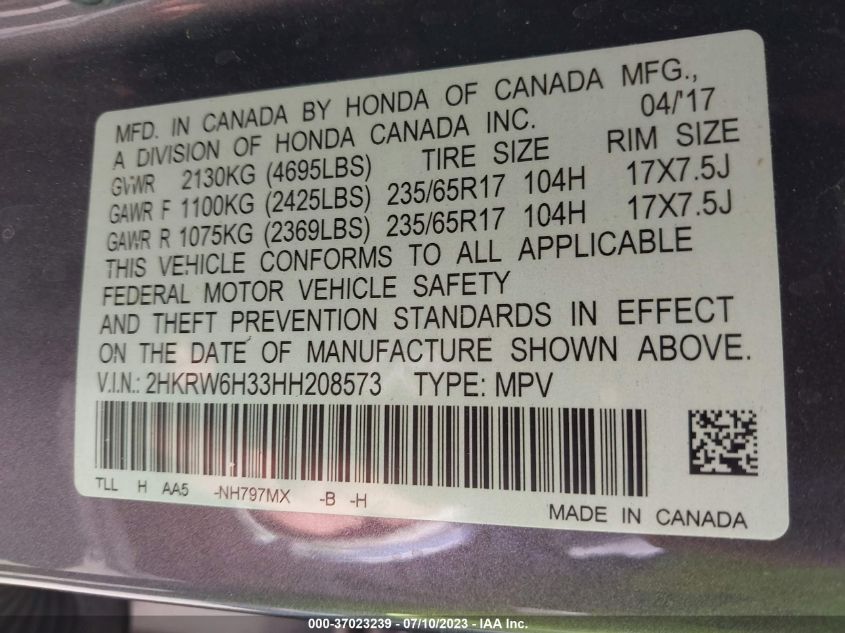 MFD. IN CANADA BY HONDA OF CANADA MFG.,
A DIVISION OF HONDA CANADA INC. 04/'17
GVWR 2130KG (4695LBS) TIRE SIZE RIM SIZE
GAWR F 1100KG (2425LBS) 235/65R17 104H 17X7.5J
GAWR R 1075KG (2369LBS) 235/65R17 104H 17X7.5J
THIS VEHICLE CONFORMS TO ALL APPLICABLE
FEDERAL MOTOR VEHICLE SAFETY
AND THEFT PREVENTION STANDARDS IN EFFECT
ON THE DATE OF MANUFACTURE SHOWN ABOVE.
V.I.N.: 2HKRW6H33HH208573 TYPE: MPV
TLL H AA5 -NH797MX -B -H
MADE IN CANADA
000-37023239 - 07/10/2023 - IAA Inc.